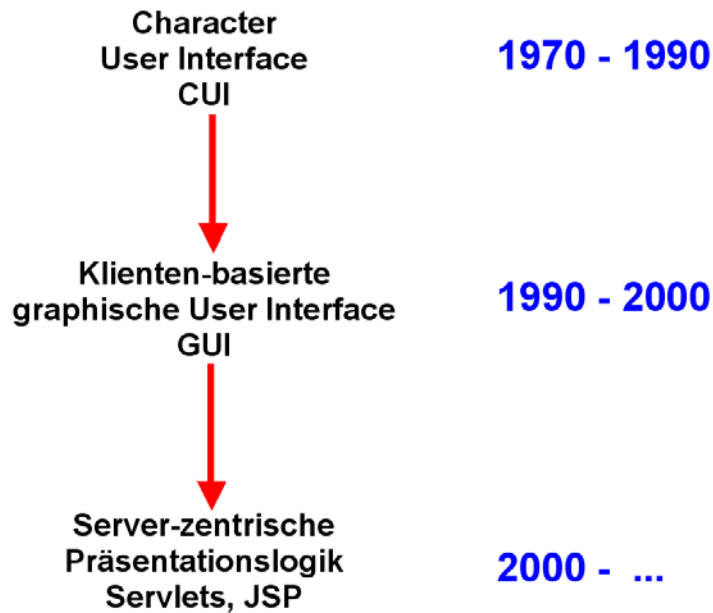 Character
User Interface
CUI
1970 - 1990
Klienten-basierte
graphische User Interface
GUI
1990 - 2000
Server-zentrische
Präsentationslogik
Servlets, JSP
2000 - ...